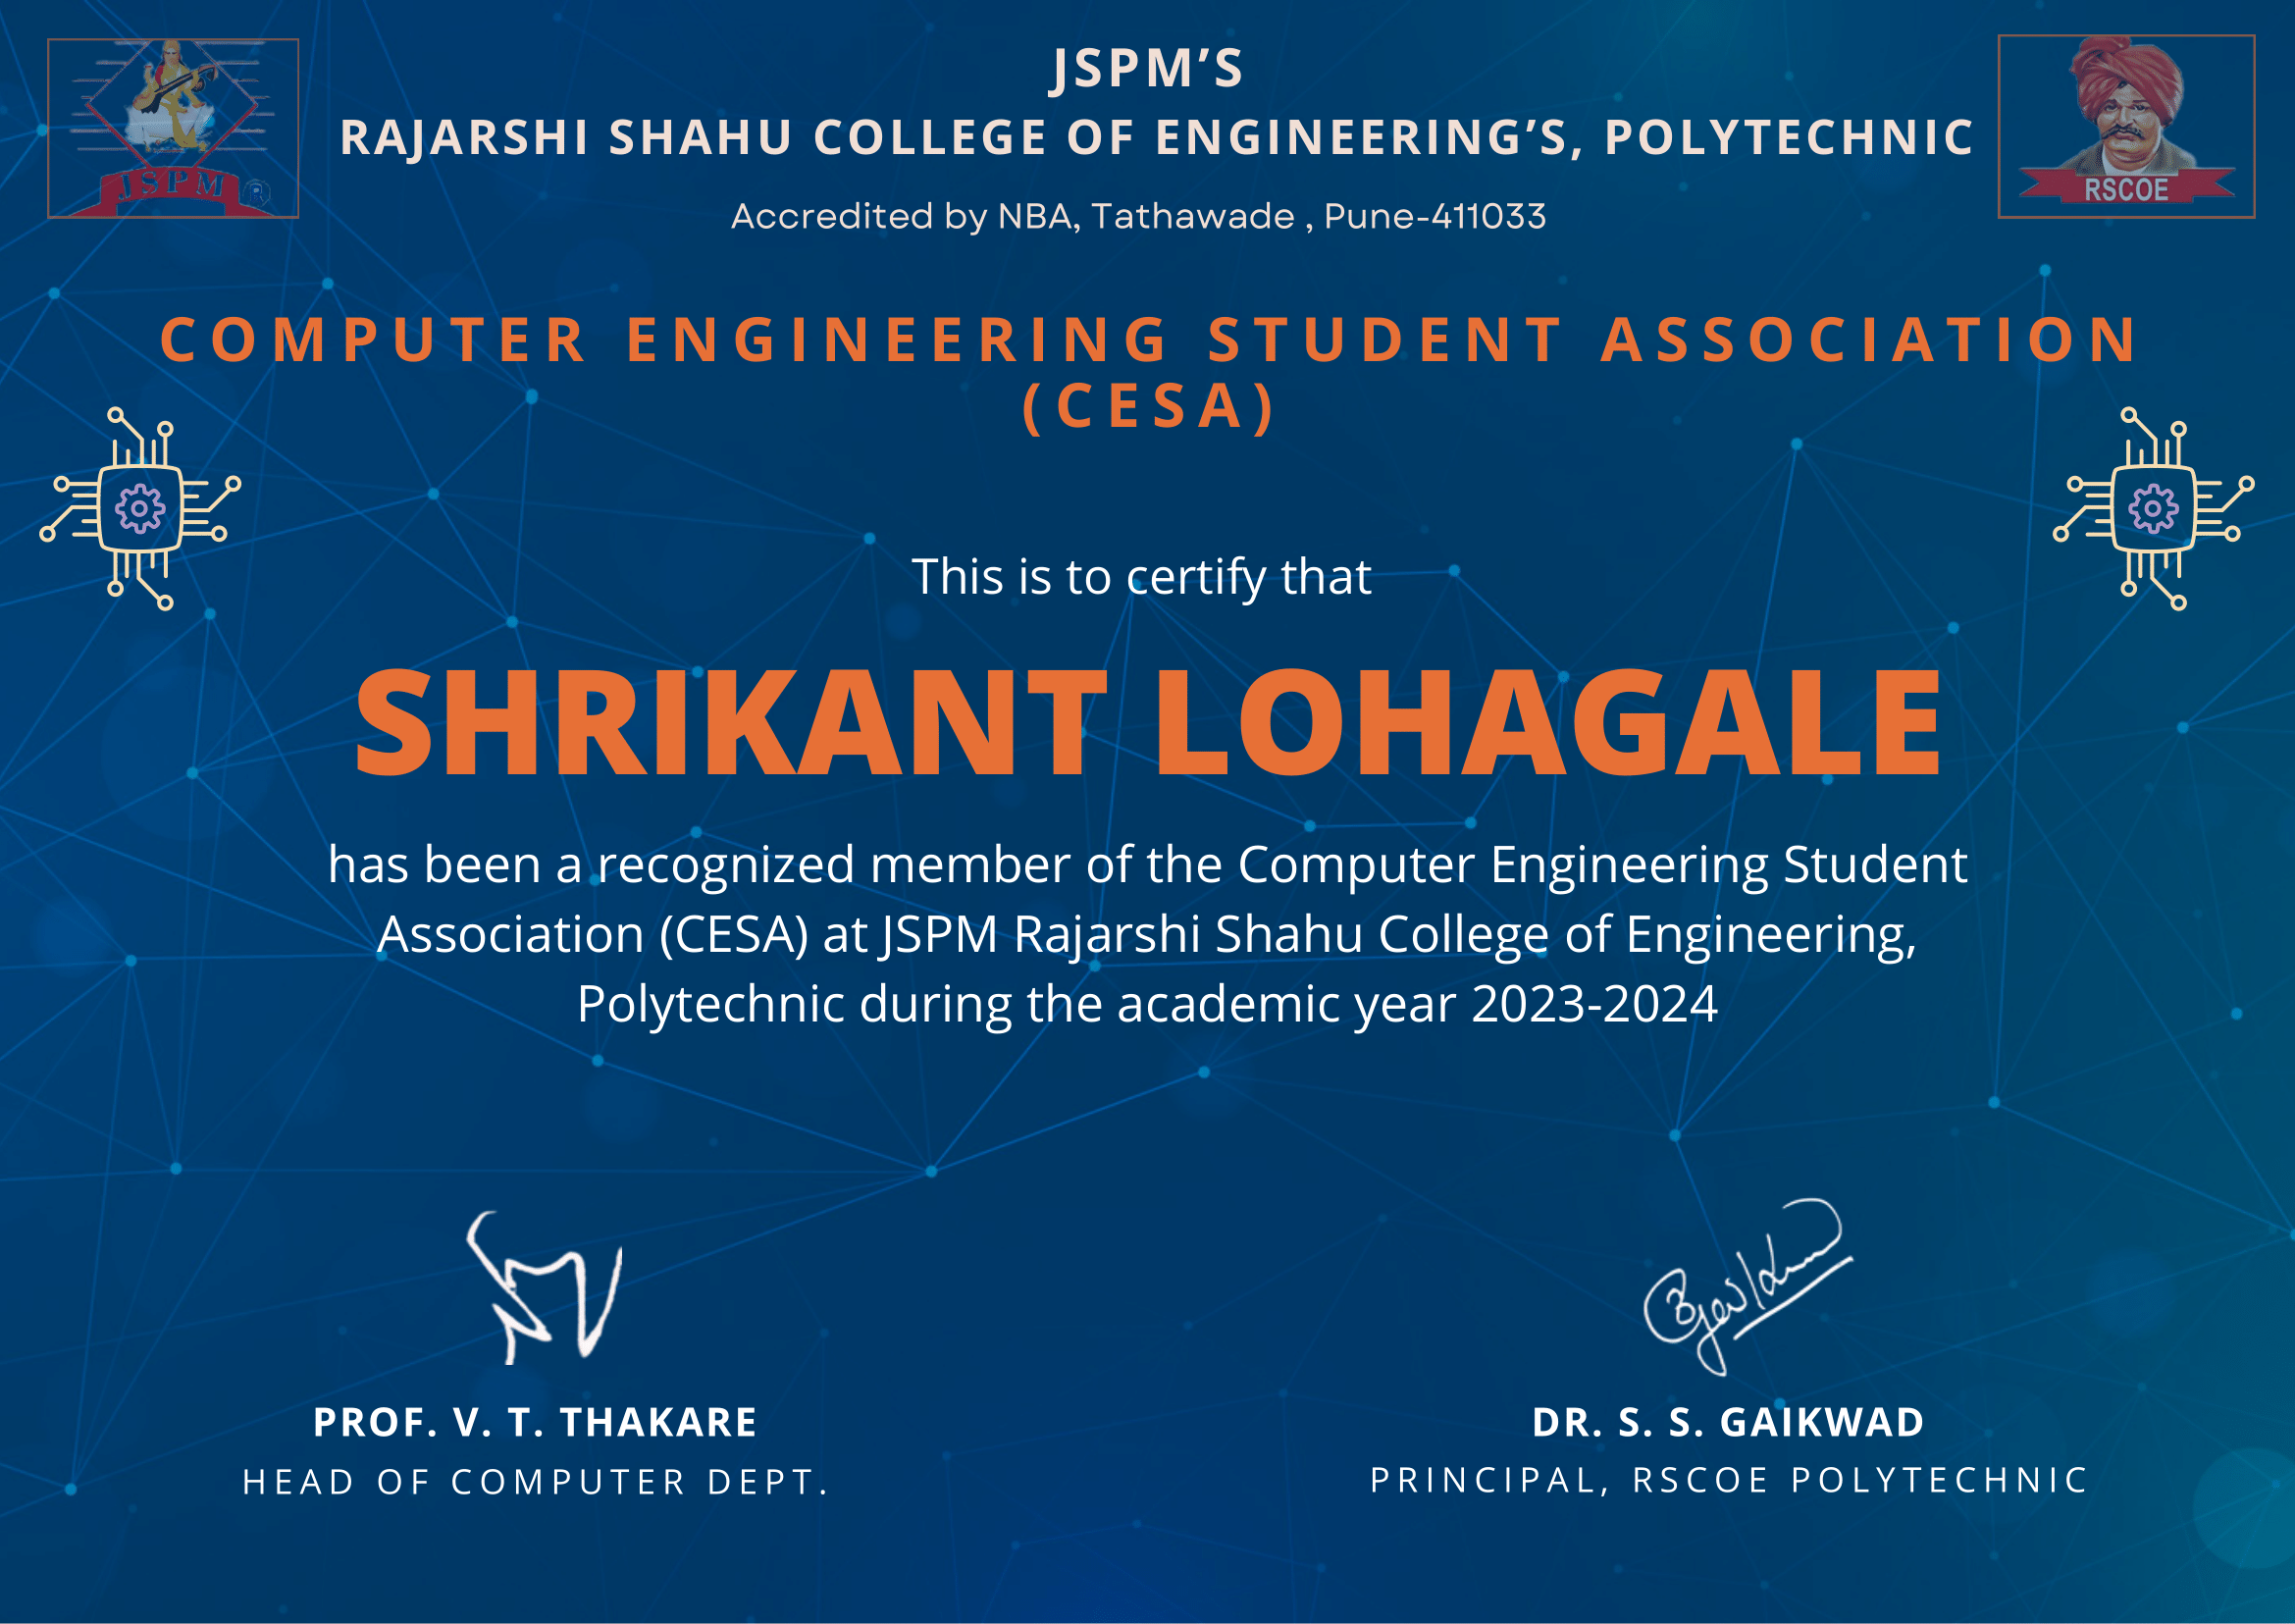 JSPM’S
RAJARSHI SHAHU COLLEGE OF ENGINEERING’S, POLYTECHNIC
Accredited by NBA, Tathawade , Pune-411033
JSPM
®
RSCOE
COMPUTER ENGINEERING STUDENT ASSOCIATION
(CESA)
This is to certify that
SHRIKANT LOHAGALE
has been a recognized member of the Computer Engineering Student
Association (CESA) at JSPM Rajarshi Shahu College of Engineering,
Polytechnic during the academic year 2023-2024
PROF. V. T. THAKARE
HEAD OF COMPUTER DEPT.
DR. S. S. GAIKWAD
PRINCIPAL, RSCOE POLYTECHNIC